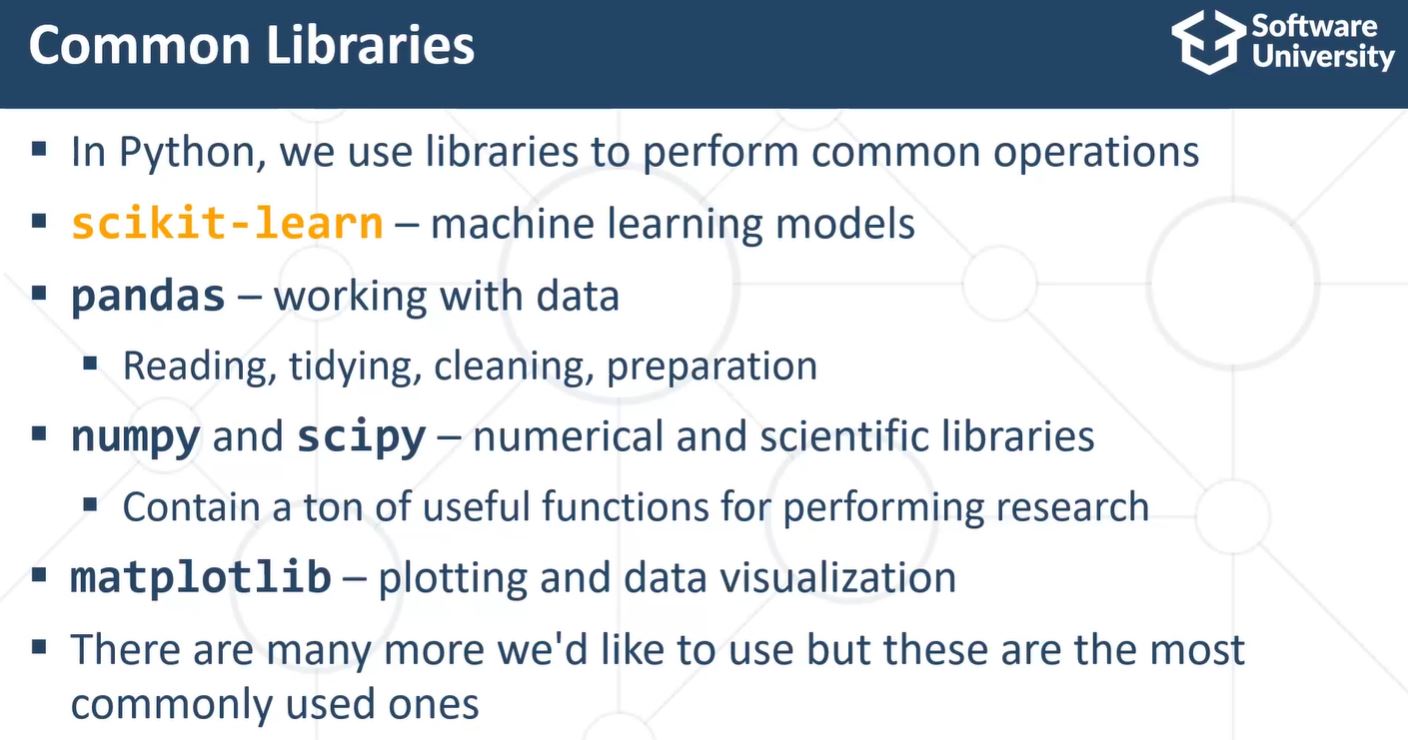 Common Libraries
Software
University
▪ In Python, we use libraries to perform common operations
▪ scikit-learn – machine learning models
▪ pandas – working with data
▪ Reading, tidying, cleaning, preparation
▪ numpy and scipy – numerical and scientific libraries
▪ Contain a ton of useful functions for performing research
▪ matplotlib – plotting and data visualization
▪ There are many more we'd like to use but these are the most
commonly used ones